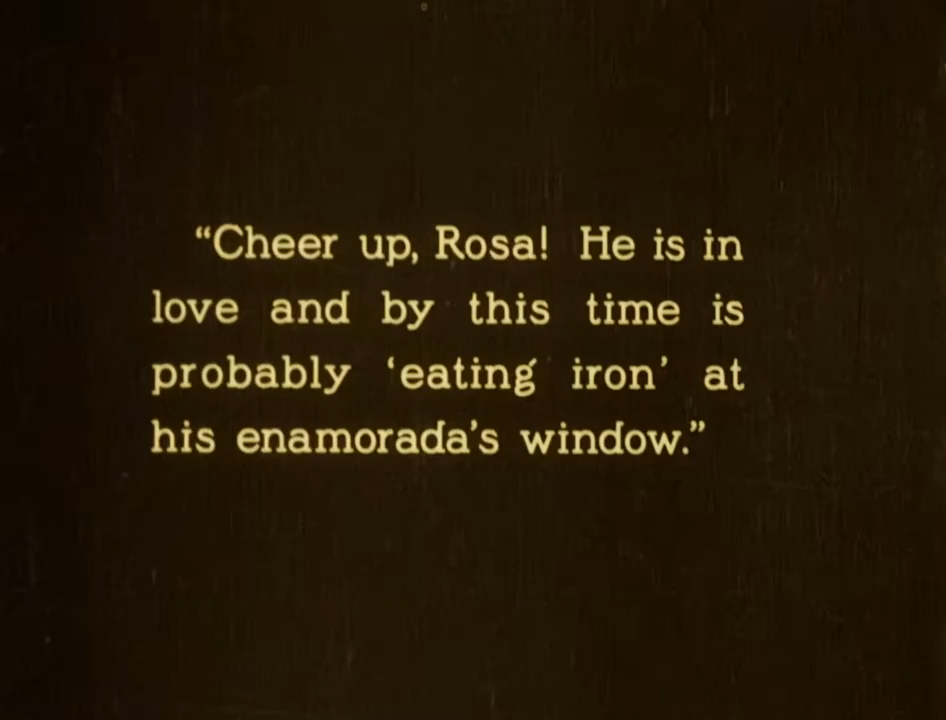 “Cheer up, Rosa! He is in
love and by this time is
probably ‘eating iron’ at
his enamorada’s window.”